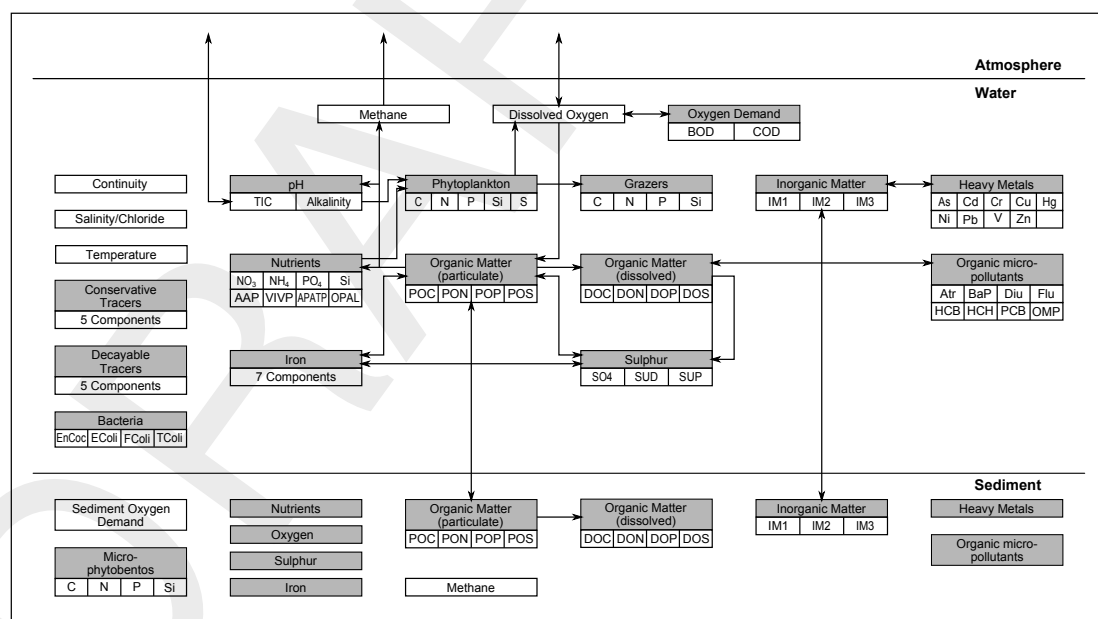 Atmosphere
Water
Methane
Dissolved Oxygen
Oxygen Demand
BOD COD
Continuity
Salinity/Chloride
Temperature
Conservative
Tracers
5 Components
Decayable
Tracers
5 Components
Bacteria
EnCoc EColi FColi TColi
pH
TIC Alkalinity
Phytoplankton
C N P Si S
Grazers
C N P Si
Inorganic Matter
IM1 IM2 IM3
Heavy Metals
As Cd Cr Cu Hg
Ni Pb V Zn
Nutrients
NO₃ NH₄ PO₄ Si
AAP VIVP APATP OPAL
Organic Matter
(particulate)
POC PON POP POS
Organic Matter
(dissolved)
DOC DON DOP DOS
Organic micro-
pollutants
Atr BaP Diu Flu
HCB HCH PCB OMP
Iron
7 Components
Sulphur
SO4 SUD SUP
Sediment
Sediment Oxygen
Demand
Micro-
phytobentos
C N P Si
Nutrients
Oxygen
Sulphur
Iron
Organic Matter
(particulate)
POC PON POP POS
Methane
Organic Matter
(dissolved)
DOC DON DOP DOS
Inorganic Matter
IM1 IM2 IM3
Heavy Metals
Organic micro-
pollutants